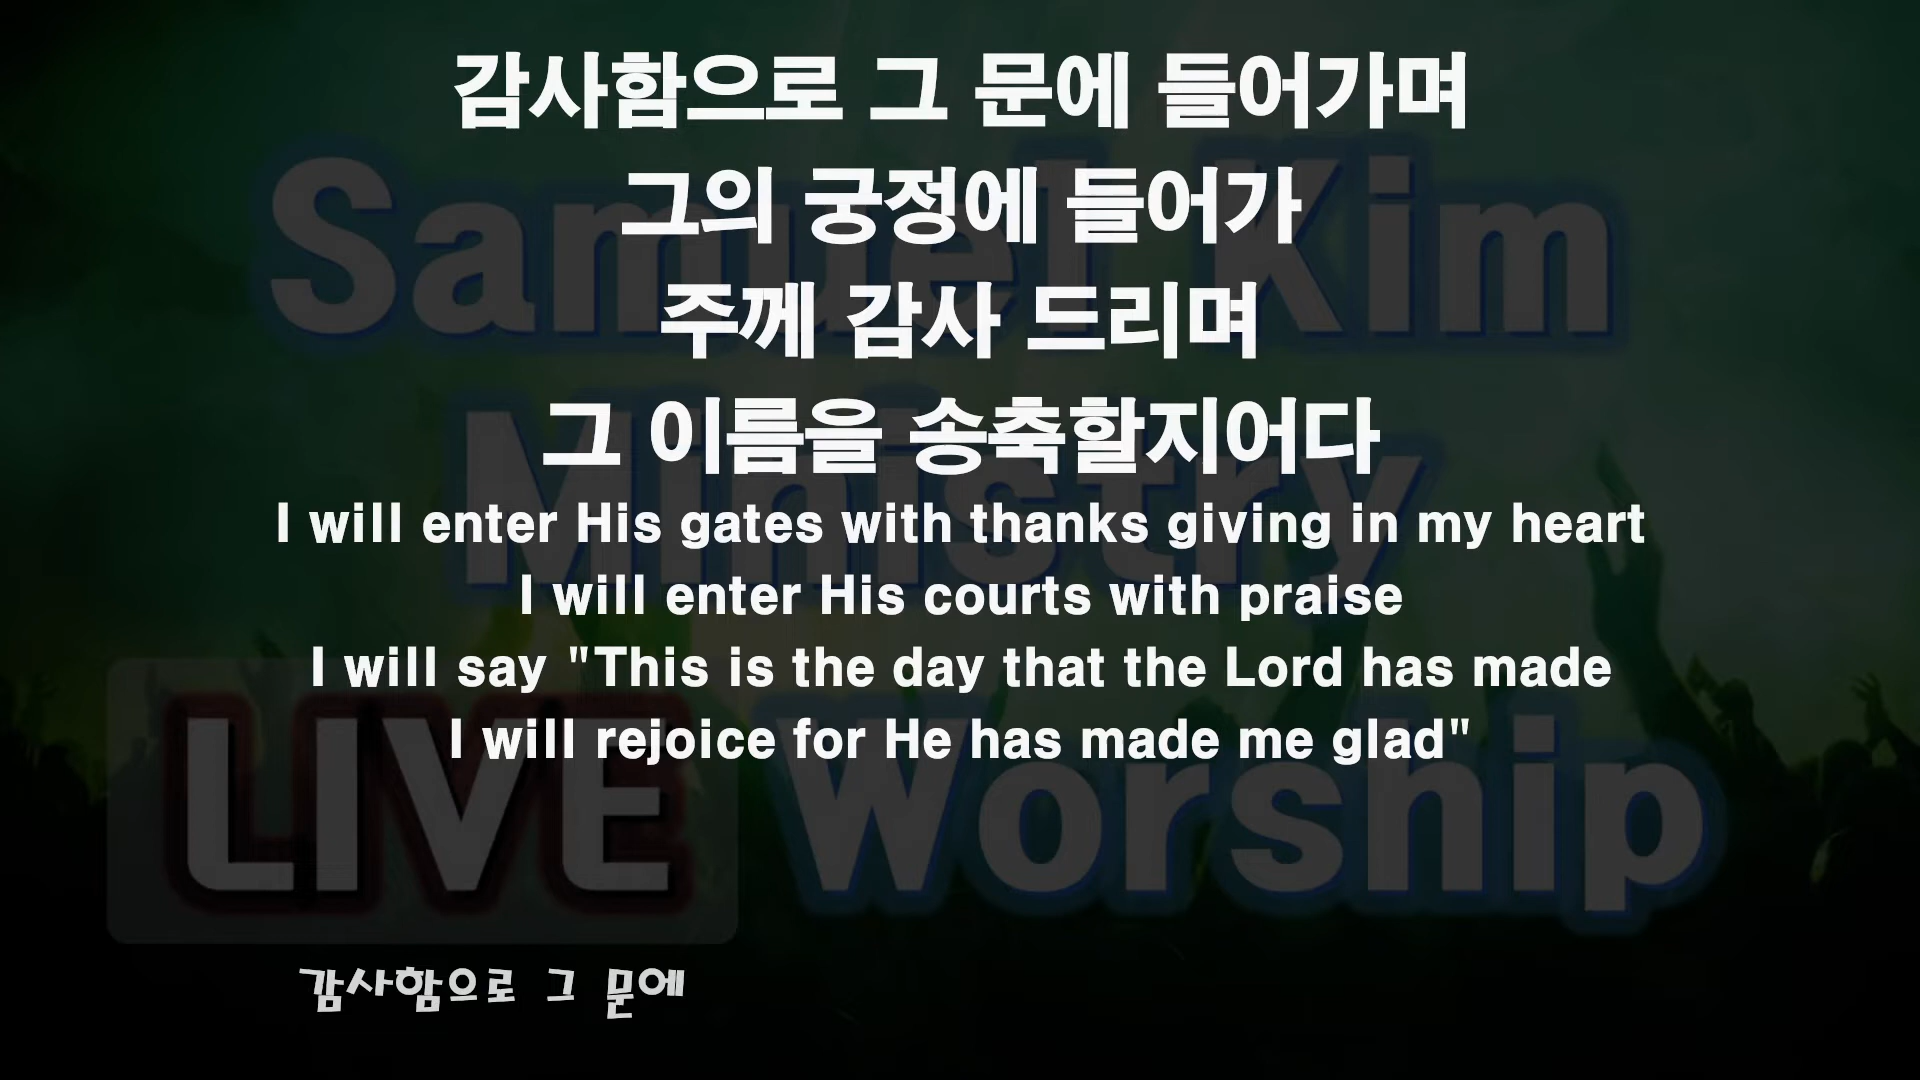 감사함으로 그 문에 들어가며
그의 궁정에 들어가
주께 감사 드리며
그 이름을 송축할지어다
I will enter His gates with thanks giving in my heart
I will enter His courts with praise
I will say "This is the day that the Lord has made
I will rejoice for He has made me glad"
Samuel Kim
Ministry
LIVE Worship
감사함으로 그 문에